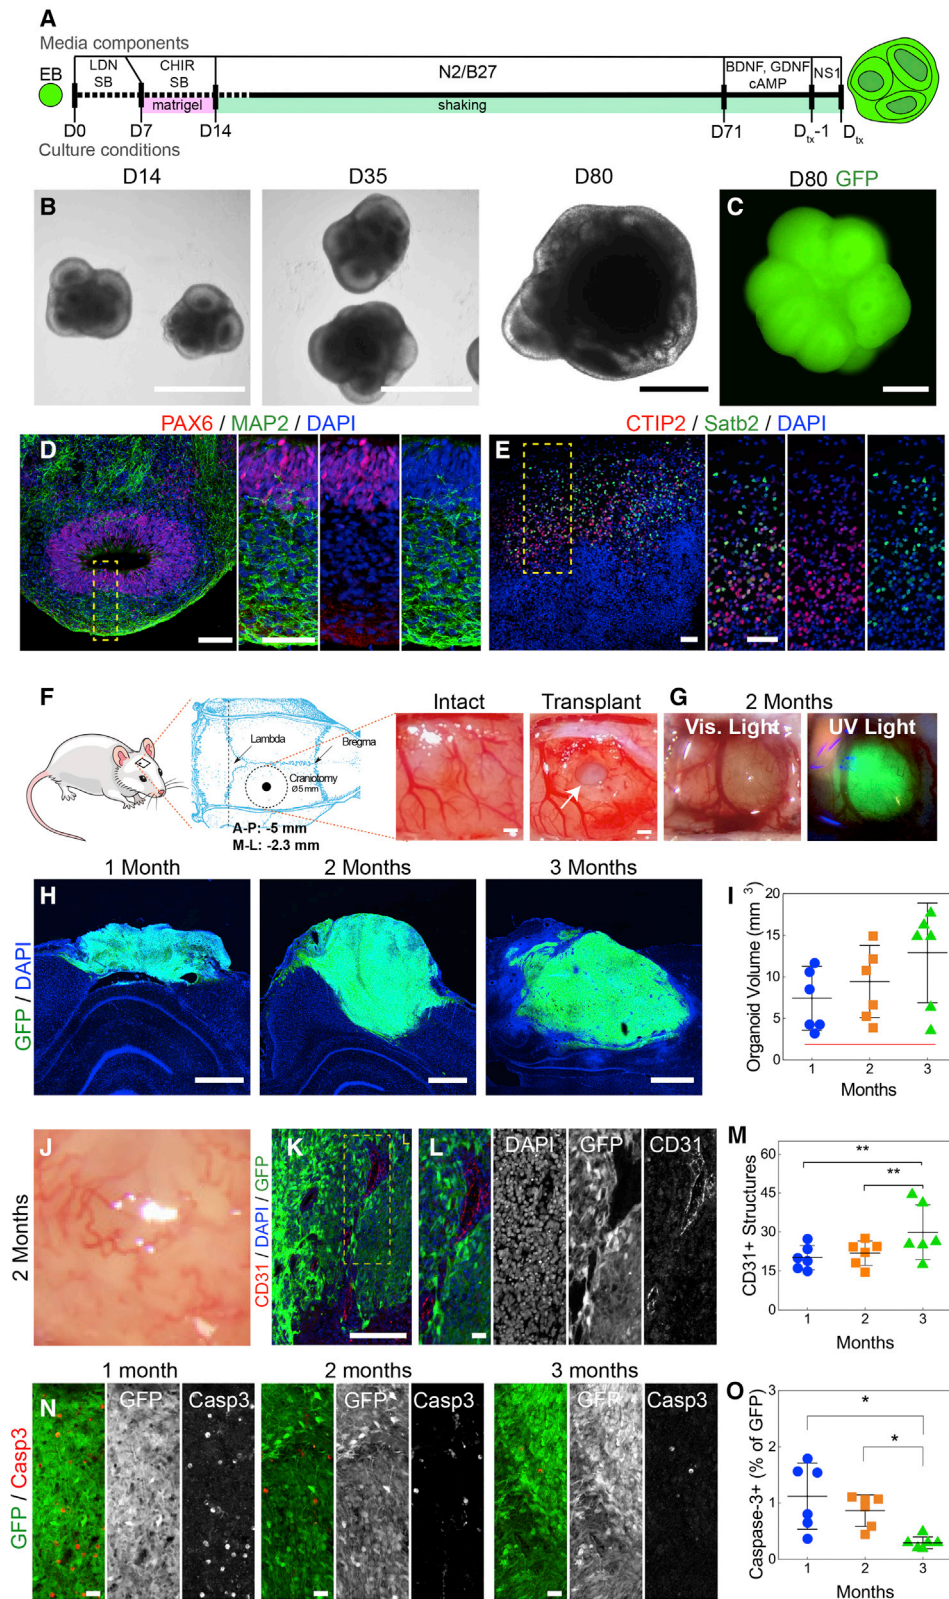 A
Media components
LDN
SB
CHIR
SB
N2/B27
BDNF, GDNF
cAMP
NS1
EB
matrigel
shaking
D0
D7
D14
D71
Dtx-1
Dtx
Culture conditions
D14
D35
D80
D80 GFP
B
C
PAX6 / MAP2 / DAPI
CTIP2 / Satb2 / DAPI
D
E
F
Lambda
Bregma
Craniotomy
Ø 5 mm
A-P: -5 mm
M-L: -2.3 mm
Intact
Transplant
G
2 Months
Vis. Light
UV Light
1 Month
2 Months
3 Months
H
GFP / DAPI
I
Organoid Volume (mm 3)
20
15
10
5
0
1
2
3
Months
J
2 Months
K
CD31 / DAPI / GFP
L
L
DAPI
GFP
CD31
M
CD31+ Structures
60
45
30
15
0
**
**
1
2
3
Months
1 month
2 months
3 months
N
GFP / Casp3
GFP
Casp3
GFP
Casp3
GFP
Casp3
O
Caspase-3+ (% of GFP)
3
2
1
0
*
*
1
2
3
Months